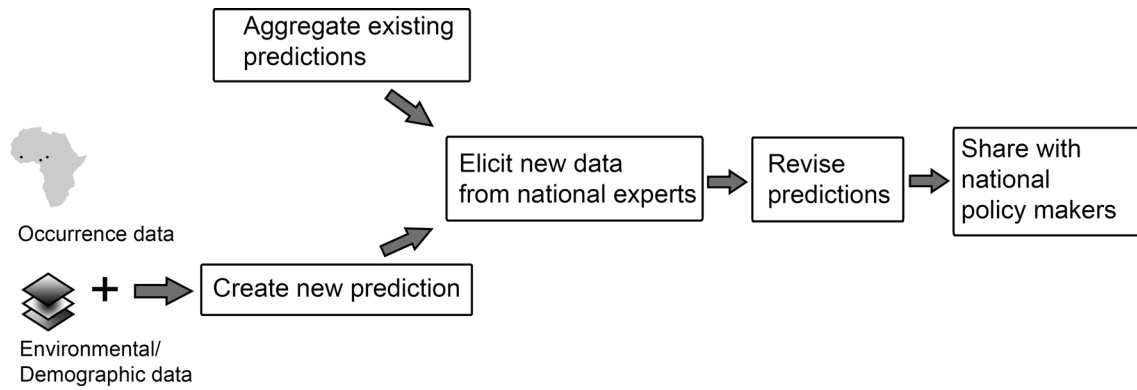 Aggregate existing
predictions
Occurrence data
+
Environmental/
Demographic data
Create new prediction
Elicit new data
from national experts
Revise
predictions
Share with
national
policy makers